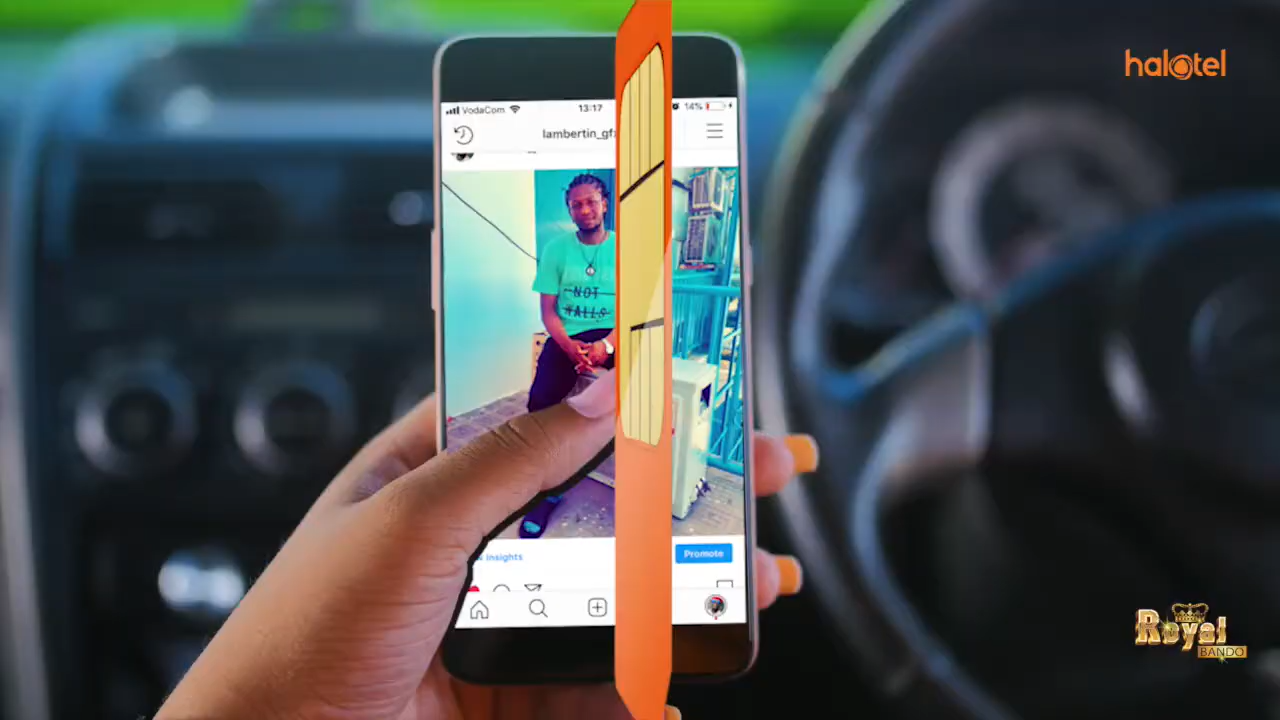 halotel
VodaCom
13:17
14%
lambertin_gf
NOT
Insights
Promote
Royal
BANDO